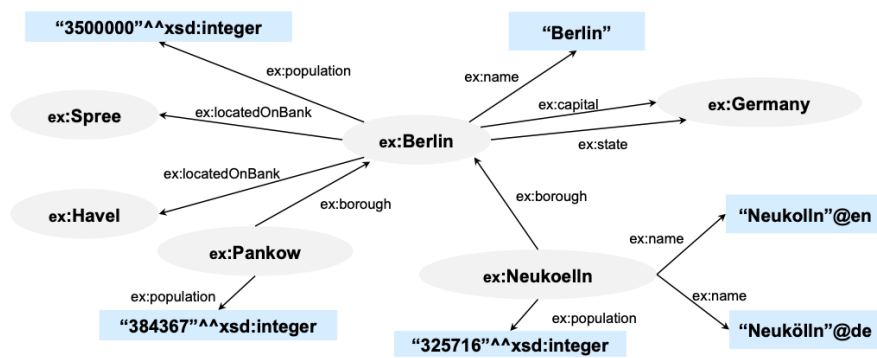 “3500000”^^xsd:integer
“Berlin”
ex:population
ex:name
ex:Spree
ex:locatedOnBank
ex:capital
ex:Germany
ex:Berlin
ex:state
ex:locatedOnBank
ex:Havel
ex:borough
ex:borough
“Neukolln”@en
ex:Pankow
ex:name
ex:Neukoelln
ex:population
ex:name
“384367”^^xsd:integer
ex:population
“Neukölln”@de
“325716”^^xsd:integer